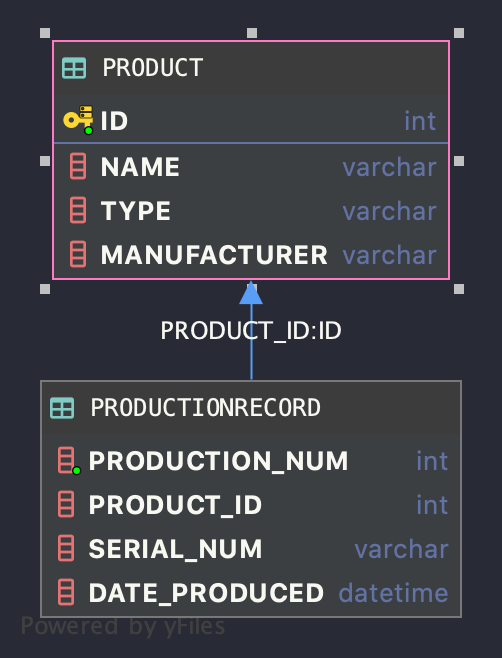 PRODUCT
ID int
NAME varchar
TYPE varchar
MANUFACTURER varchar
PRODUCT_ID:ID
PRODUCTIONRECORD
PRODUCTION_NUM int
PRODUCT_ID int
SERIAL_NUM varchar
DATE_PRODUCED datetime
Powered by yFiles